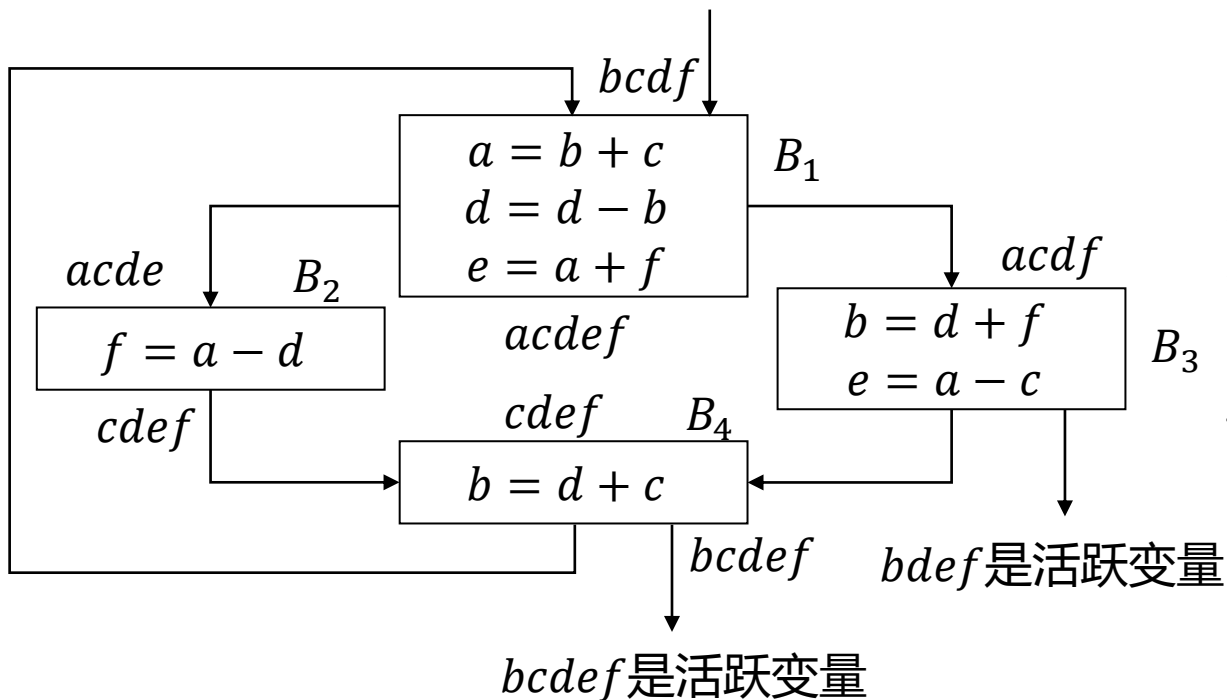 bcdf
a = b + c
d = d − b
e = a + f
B₁
acde
B₂
f = a − d
cdef
acdef
acdf
b = d + f
e = a − c
B₃
cdef
B₄
b = d + c
bcdef
bdef是活跃变量
bcdef是活跃变量